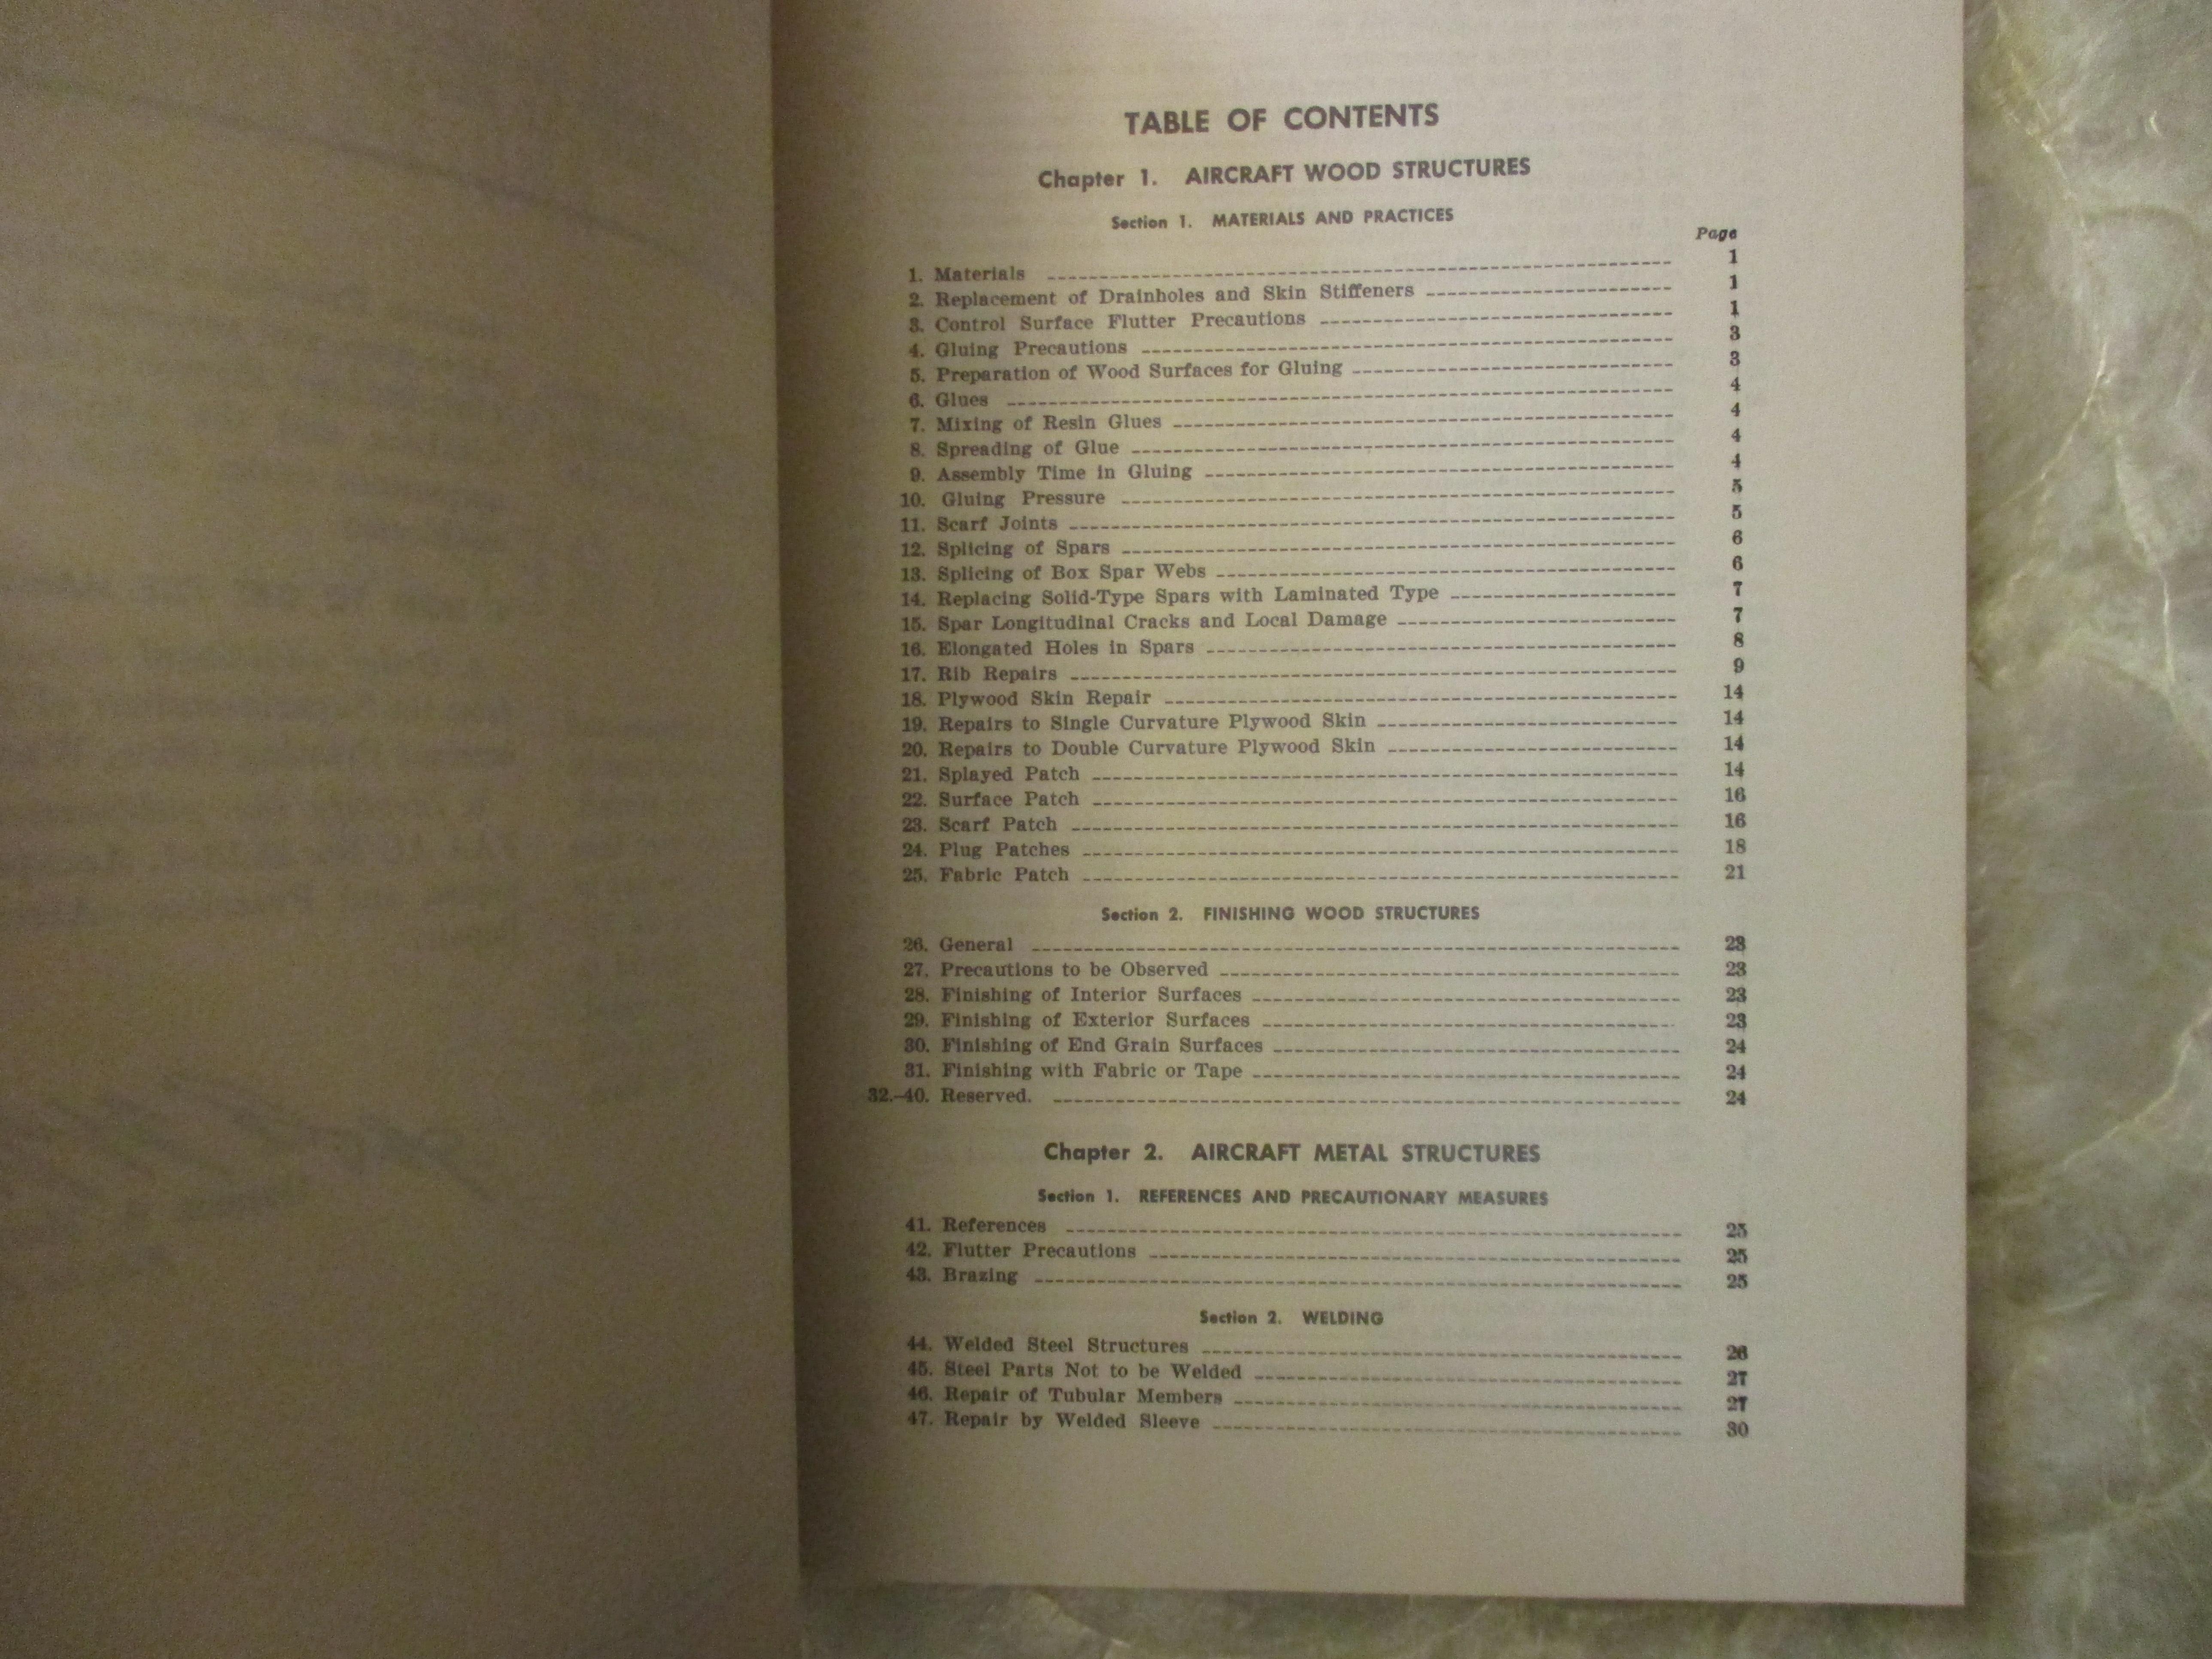 TABLE OF CONTENTS
Chapter 1. AIRCRAFT WOOD STRUCTURES
Section 1. MATERIALS AND PRACTICES
Page
1. Materials 1
2. Replacement of Drainholes and Skin Stiffeners 1
3. Control Surface Flutter Precautions 1
4. Gluing Precautions 3
5. Preparation of Wood Surfaces for Gluing 3
6. Glues 4
7. Mixing of Resin Glues 4
8. Spreading of Glue 4
9. Assembly Time in Gluing 4
10. Gluing Pressure 5
11. Scarf Joints 5
12. Splicing of Spars 6
13. Splicing of Box Spar Webs 6
14. Replacing Solid-Type Spars with Laminated Type 7
15. Spar Longitudinal Cracks and Local Damage 7
16. Elongated Holes in Spars 8
17. Rib Repairs 9
18. Plywood Skin Repair 14
19. Repairs to Single Curvature Plywood Skin 14
20. Repairs to Double Curvature Plywood Skin 14
21. Splayed Patch 14
22. Surface Patch 16
23. Scarf Patch 16
24. Plug Patches 18
25. Fabric Patch 21
Section 2. FINISHING WOOD STRUCTURES
26. General 23
27. Precautions to be Observed 23
28. Finishing of Interior Surfaces 23
29. Finishing of Exterior Surfaces 23
30. Finishing of End Grain Surfaces 24
31. Finishing with Fabric or Tape 24
32.–40. Reserved. 24
Chapter 2. AIRCRAFT METAL STRUCTURES
Section 1. REFERENCES AND PRECAUTIONARY MEASURES
41. References 25
42. Flutter Precautions 25
43. Brazing 25
Section 2. WELDING
44. Welded Steel Structures 26
45. Steel Parts Not to be Welded 27
46. Repair of Tubular Members 27
47. Repair by Welded Sleeve 30